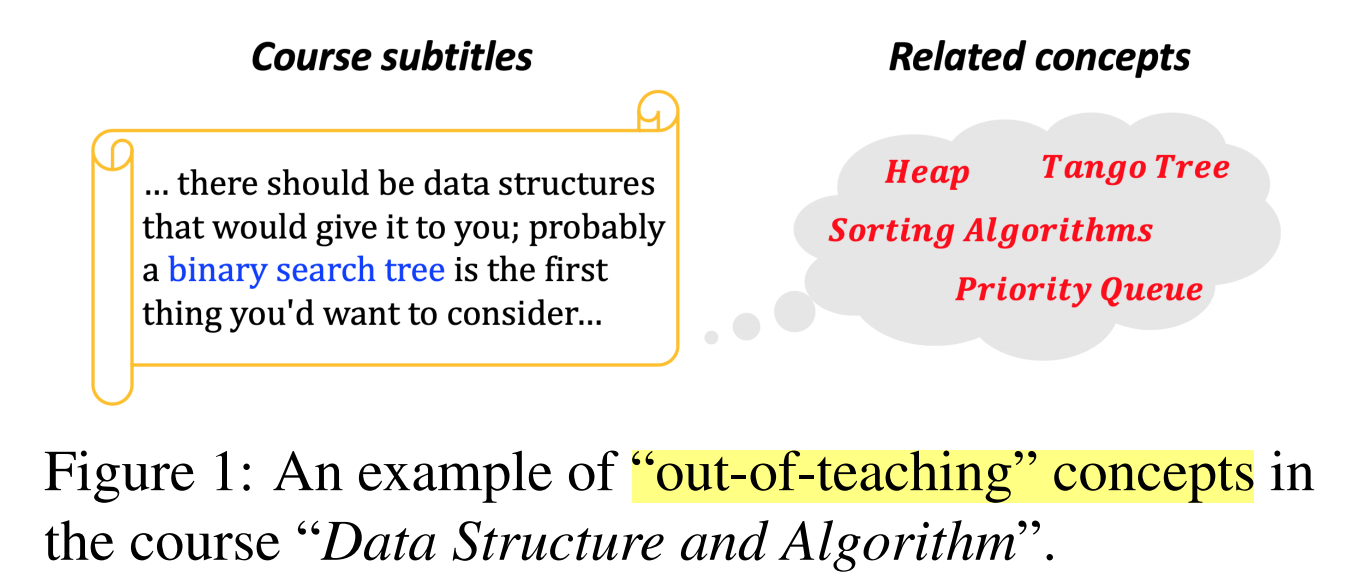 Course subtitles
... there should be data structures
that would give it to you; probably
a binary search tree is the first
thing you'd want to consider...
Related concepts
Heap
Tango Tree
Sorting Algorithms
Priority Queue
Figure 1: An example of “out-of-teaching” concepts in
the course “Data Structure and Algorithm”.